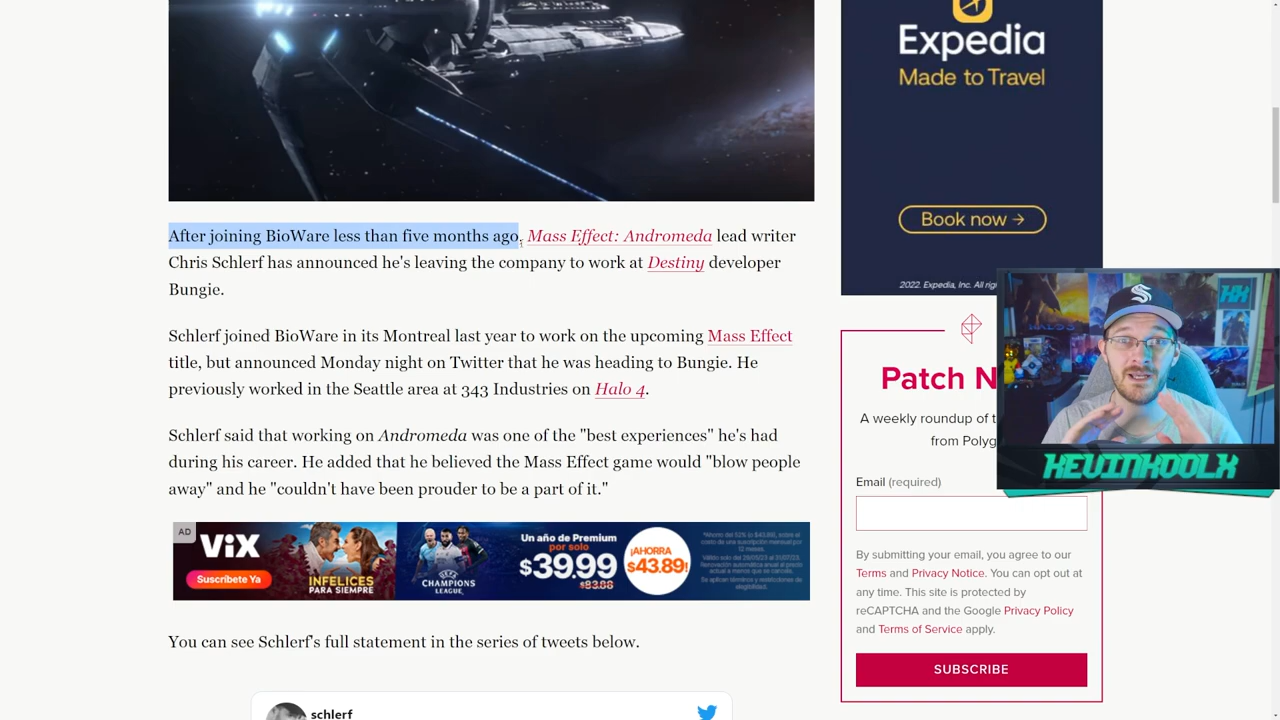 After joining BioWare less than five months ago, Mass Effect: Andromeda lead writer
Chris Schlerf has announced he's leaving the company to work at Destiny developer
Bungie.
Schlerf joined BioWare in its Montreal last year to work on the upcoming Mass Effect
title, but announced Monday night on Twitter that he was heading to Bungie. He
previously worked in the Seattle area at 343 Industries on Halo 4.
Schlerf said that working on Andromeda was one of the "best experiences" he's had
during his career. He added that he believed the Mass Effect game would "blow people
away" and he "couldn't have been prouder to be a part of it."
AD
ViX
Suscríbete Ya
INFELICES
PARA SIEMPRE
CHAMPIONS
LEAGUE
Un año de Premium
por solo
$39.99
$83.88
¡AHORRA
$43.89!
You can see Schlerf's full statement in the series of tweets below.
schlerf
Expedia
Made to Travel
Book now →
2022. Expedia, Inc. All
Patch N
A weekly roundup of
from
Email (required)
By submitting your email, you agree to our
Terms and Privacy Notice. You can opt out at
any time. This site is protected by
reCAPTCHA and the Google Privacy Policy
and Terms of Service apply.
SUBSCRIBE
KX
KEVINKOOLX